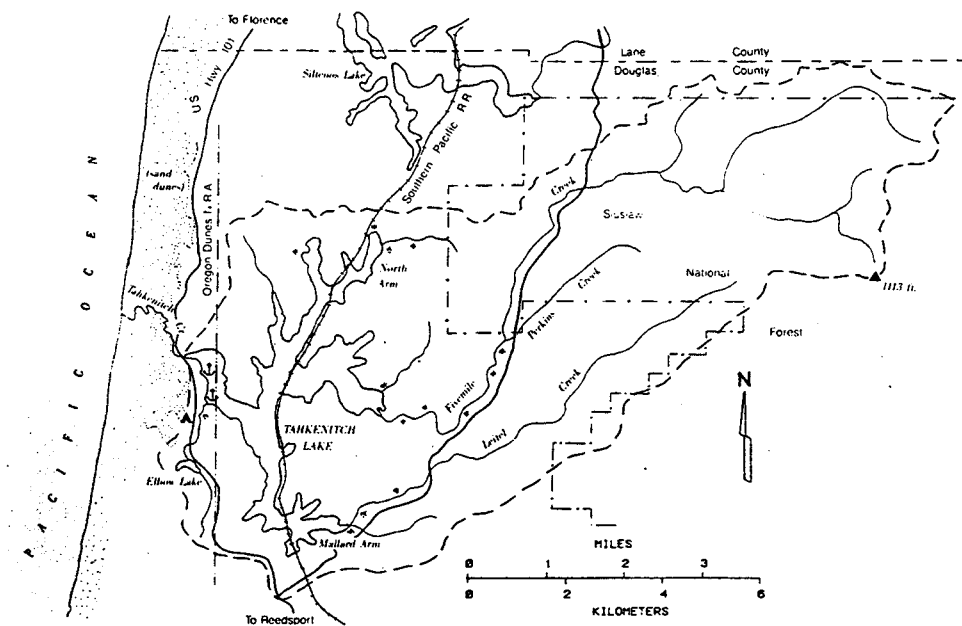 To Florence
US Hwy 101
Lane County
Douglas County
Siltcoos Lake
Southern Pacific RR
(sand
dunes)
Oregon Dunes NRA
PACIFIC OCEAN
Creek
Siuslaw
North
Arm
National
1113 ft.
Tahkenitch Cr.
Creek
Perkins
Forest
Fivemile
Creek
N
TAHKENITCH
LAKE
Leitel
Elbow Lake
Mallard Arm
MILES
0 1 2 3
0 2 4 6
KILOMETERS
To Reedsport